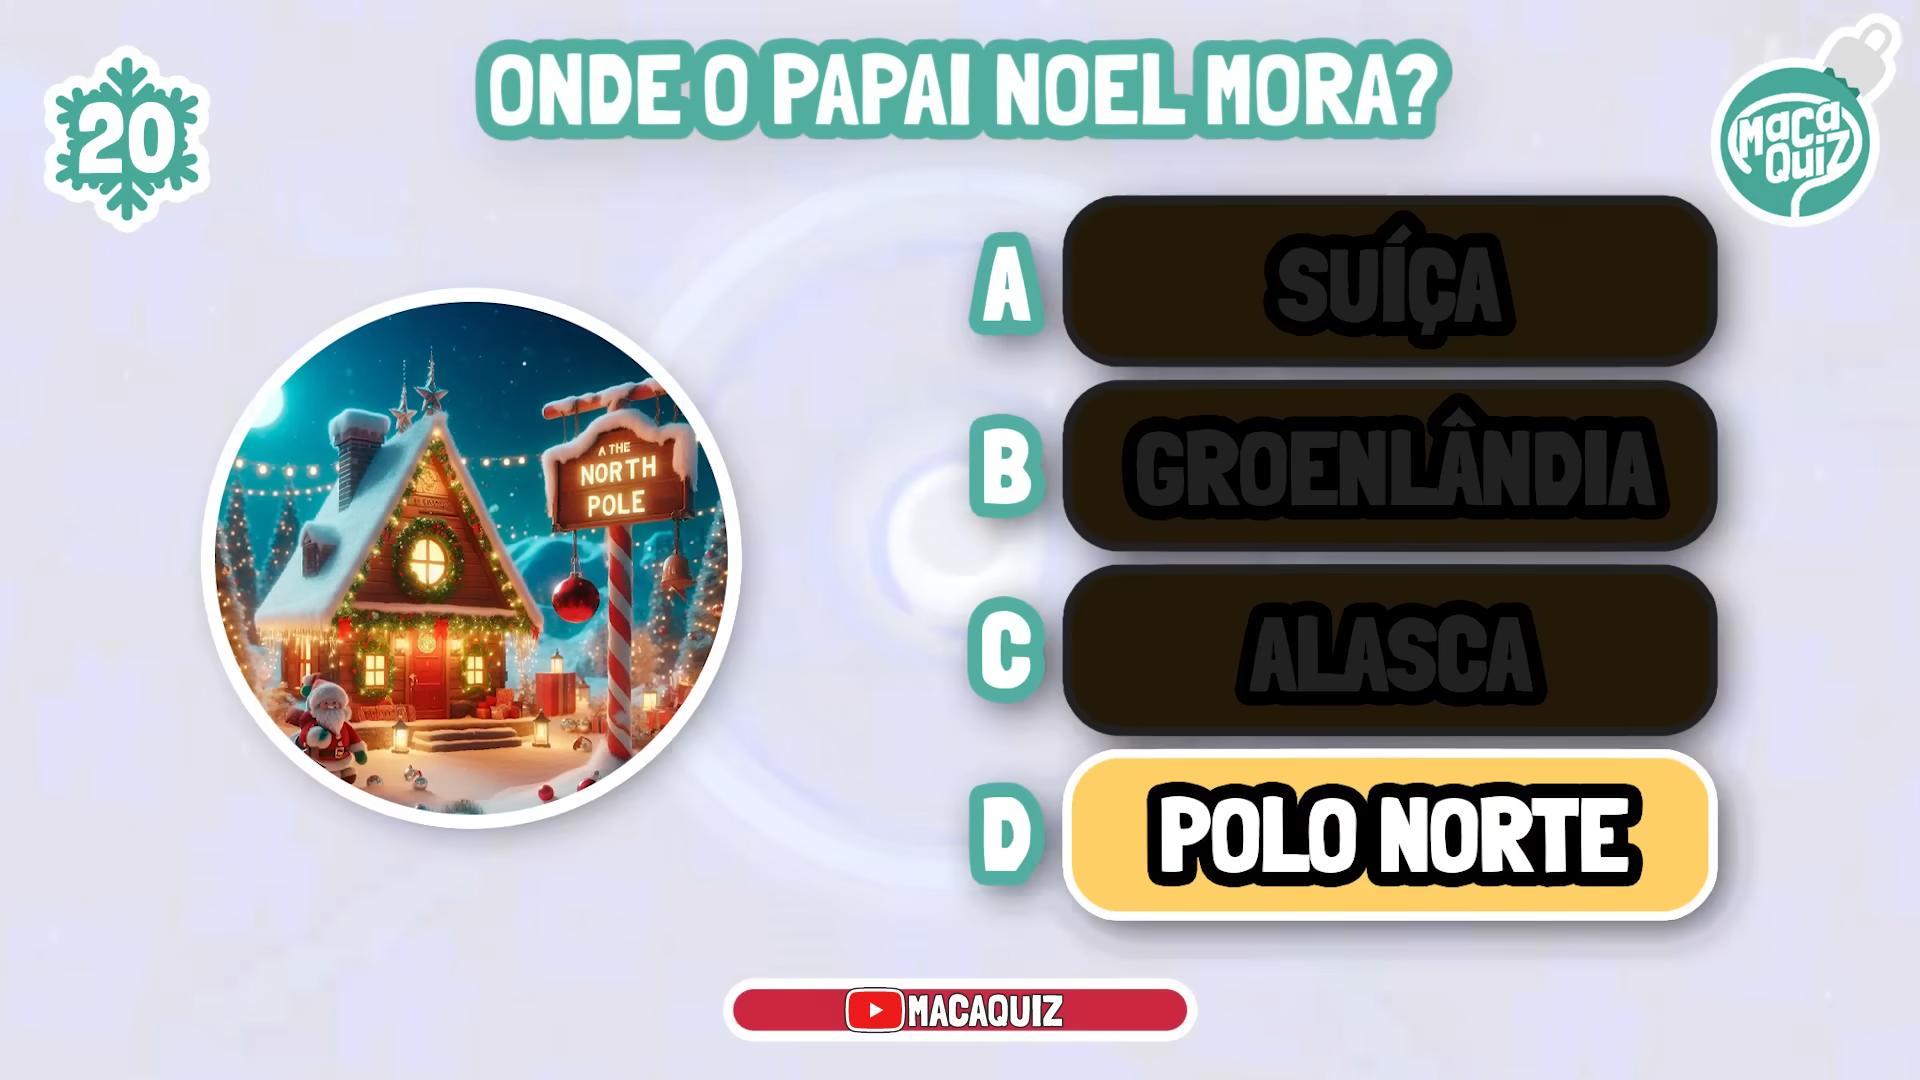 20
ONDE O PAPAI NOEL MORA?
MaCa
QuiZ
A THE
NORTH
POLE
A SUÍÇA
B GROENLÂNDIA
C ALASCA
D POLO NORTE
MACAQUIZ